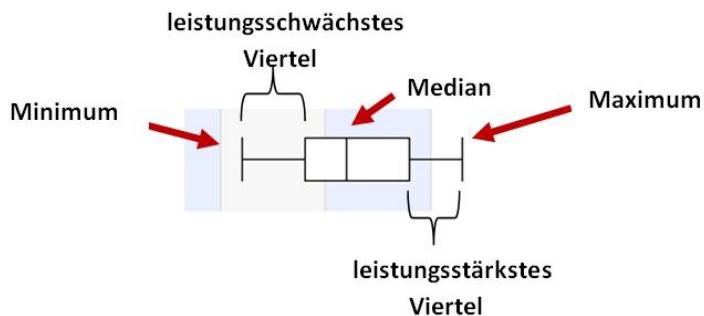 leistungsschwächstes
Viertel
Median
Minimum
Maximum
leistungsstärkstes
Viertel